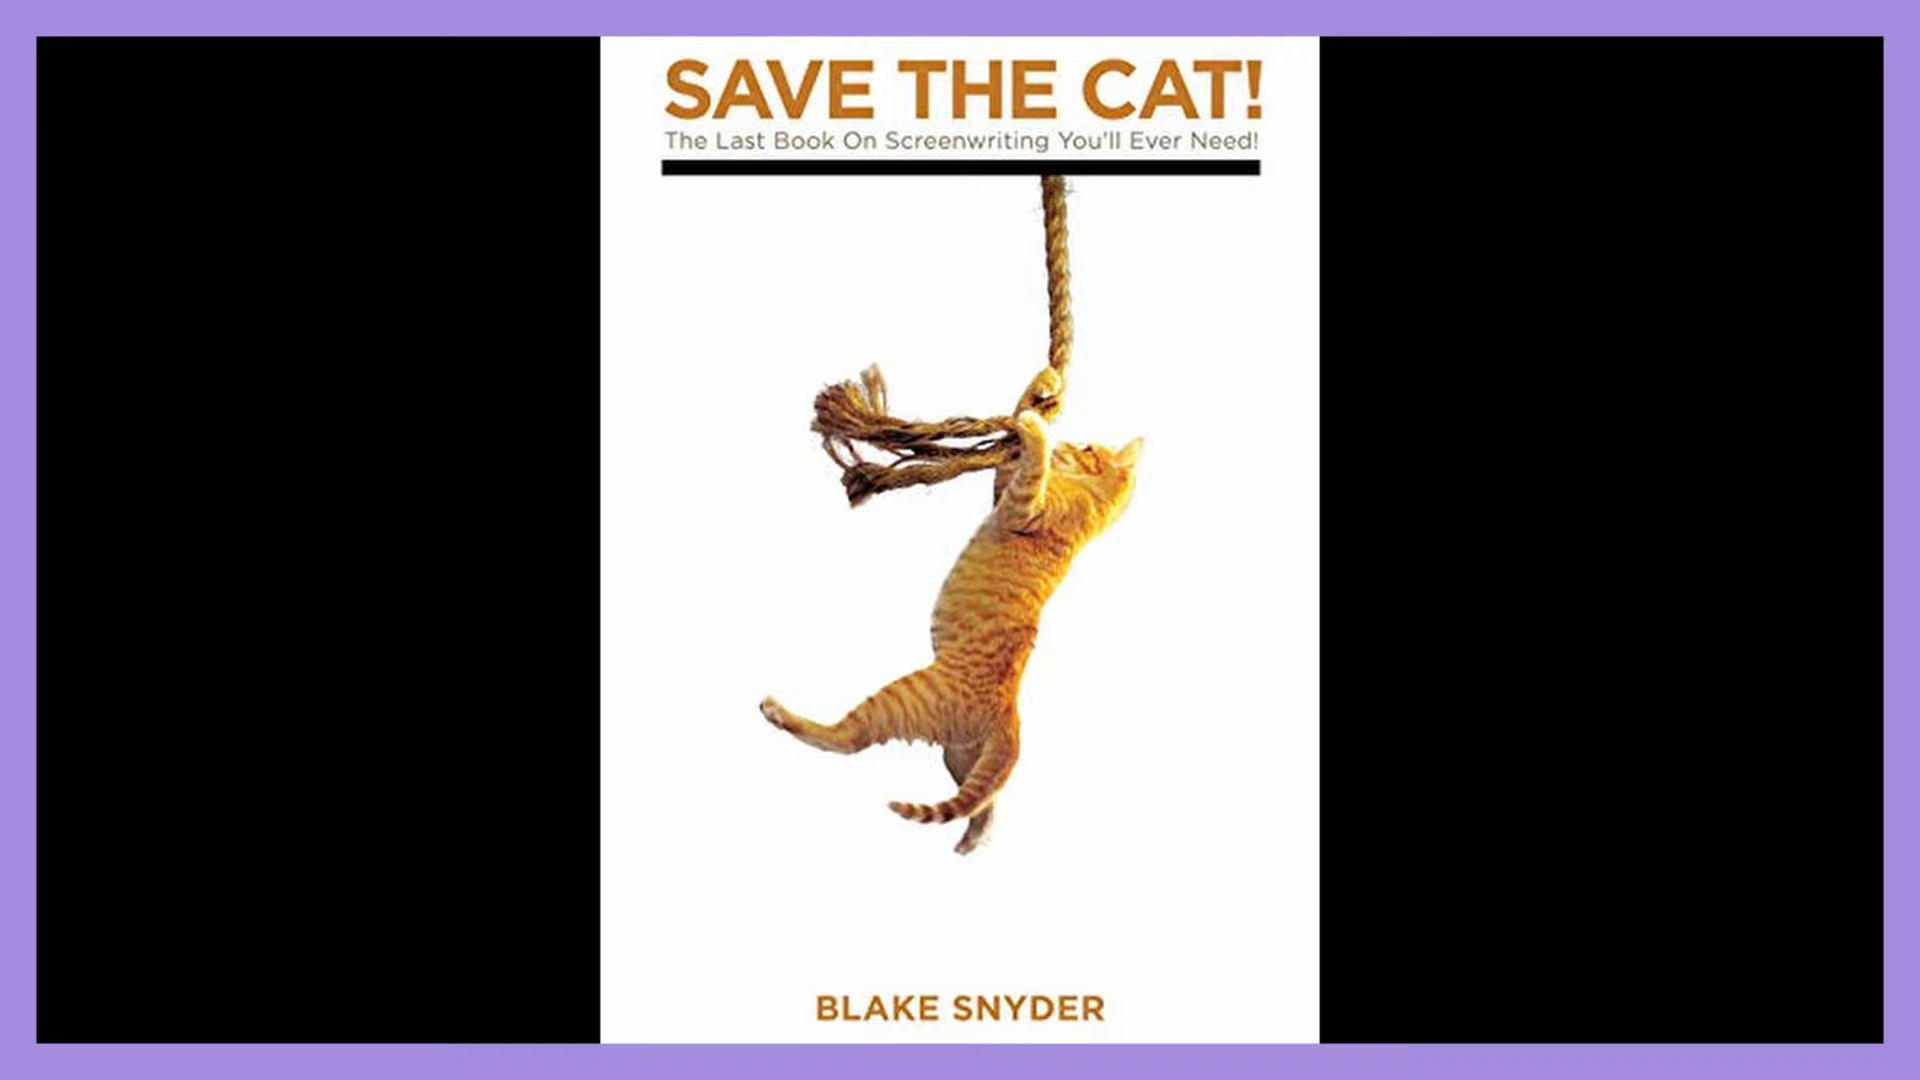 SAVE THE CAT!
The Last Book On Screenwriting You'll Ever Need!
BLAKE SNYDER